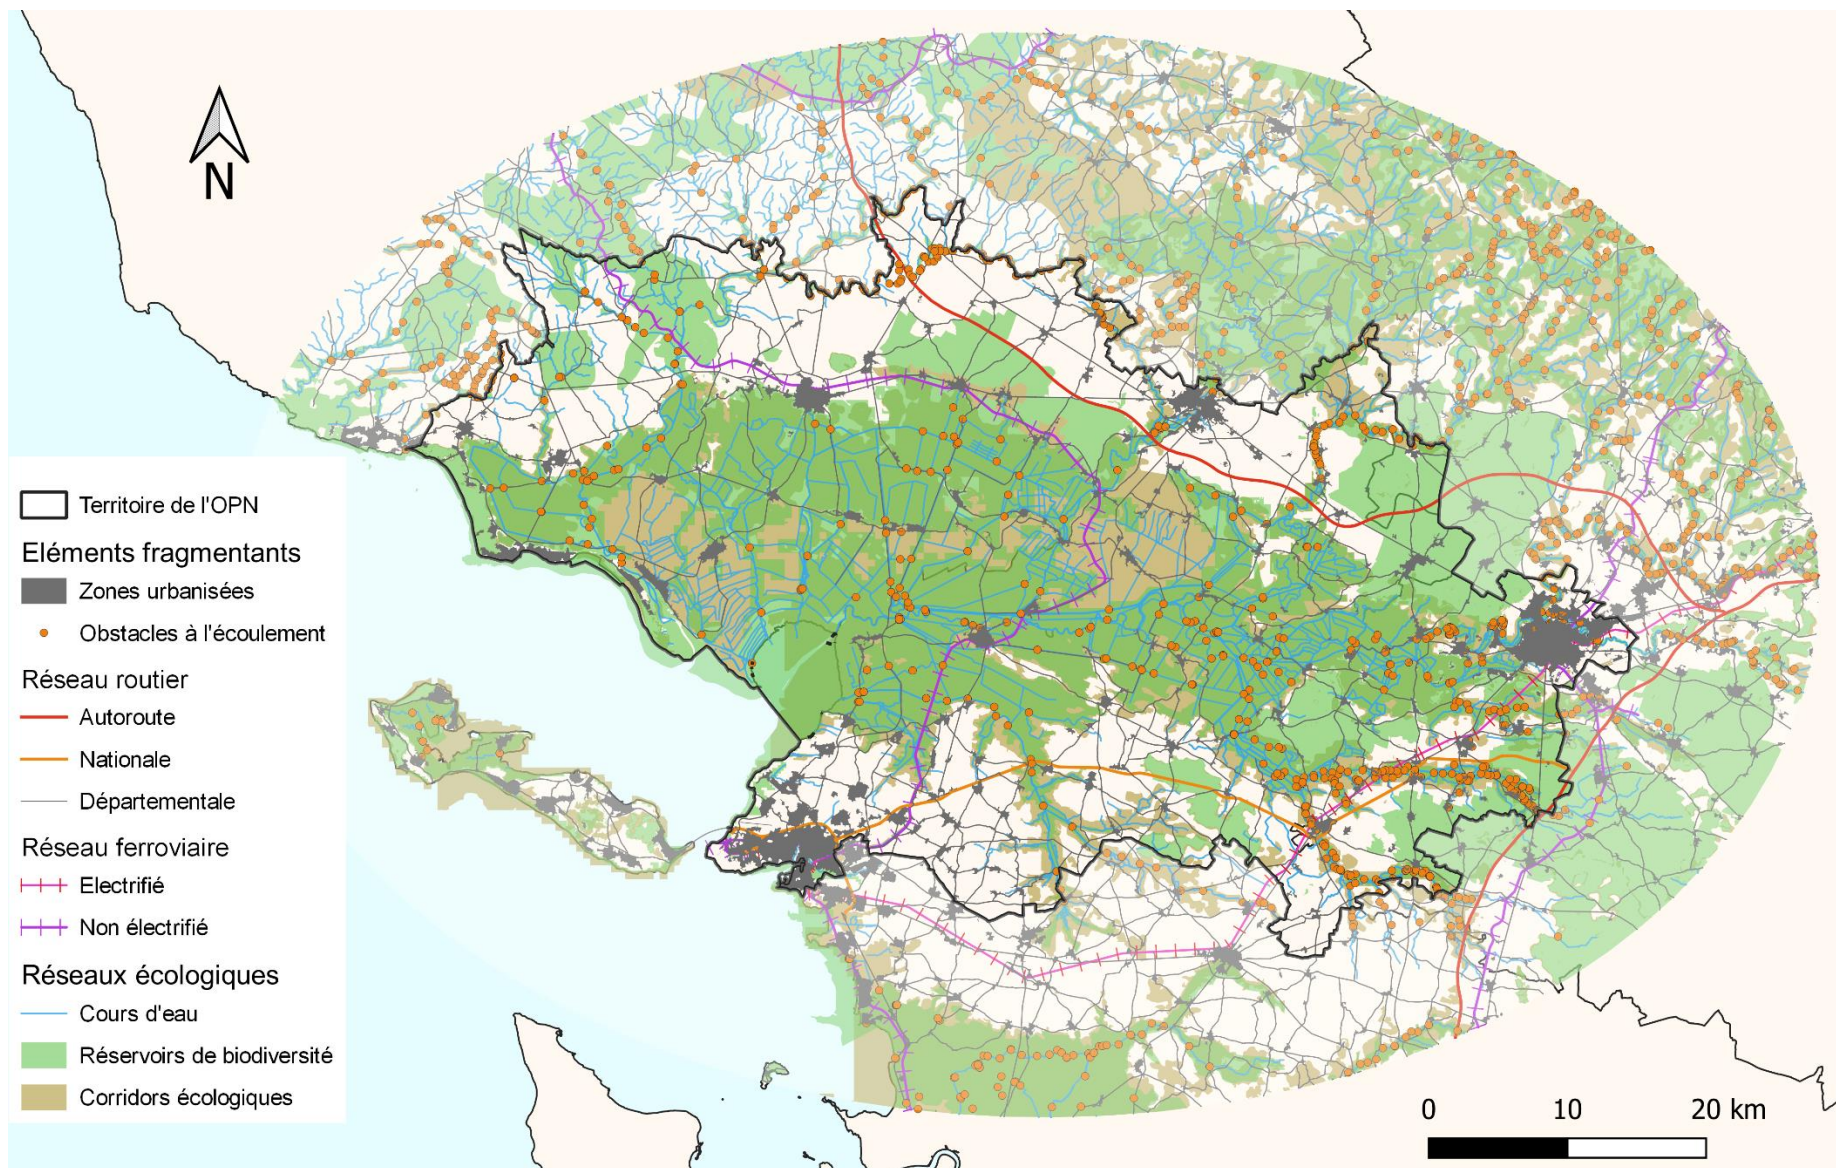 N
Territoire de l'OPN
Eléments fragmentants
Zones urbanisées
Obstacles à l'écoulement
Réseau routier
Autoroute
Nationale
Départementale
Réseau ferroviaire
Electrifié
Non électrifié
Réseaux écologiques
Cours d'eau
Réservoirs de biodiversité
Corridors écologiques
0 10 20 km